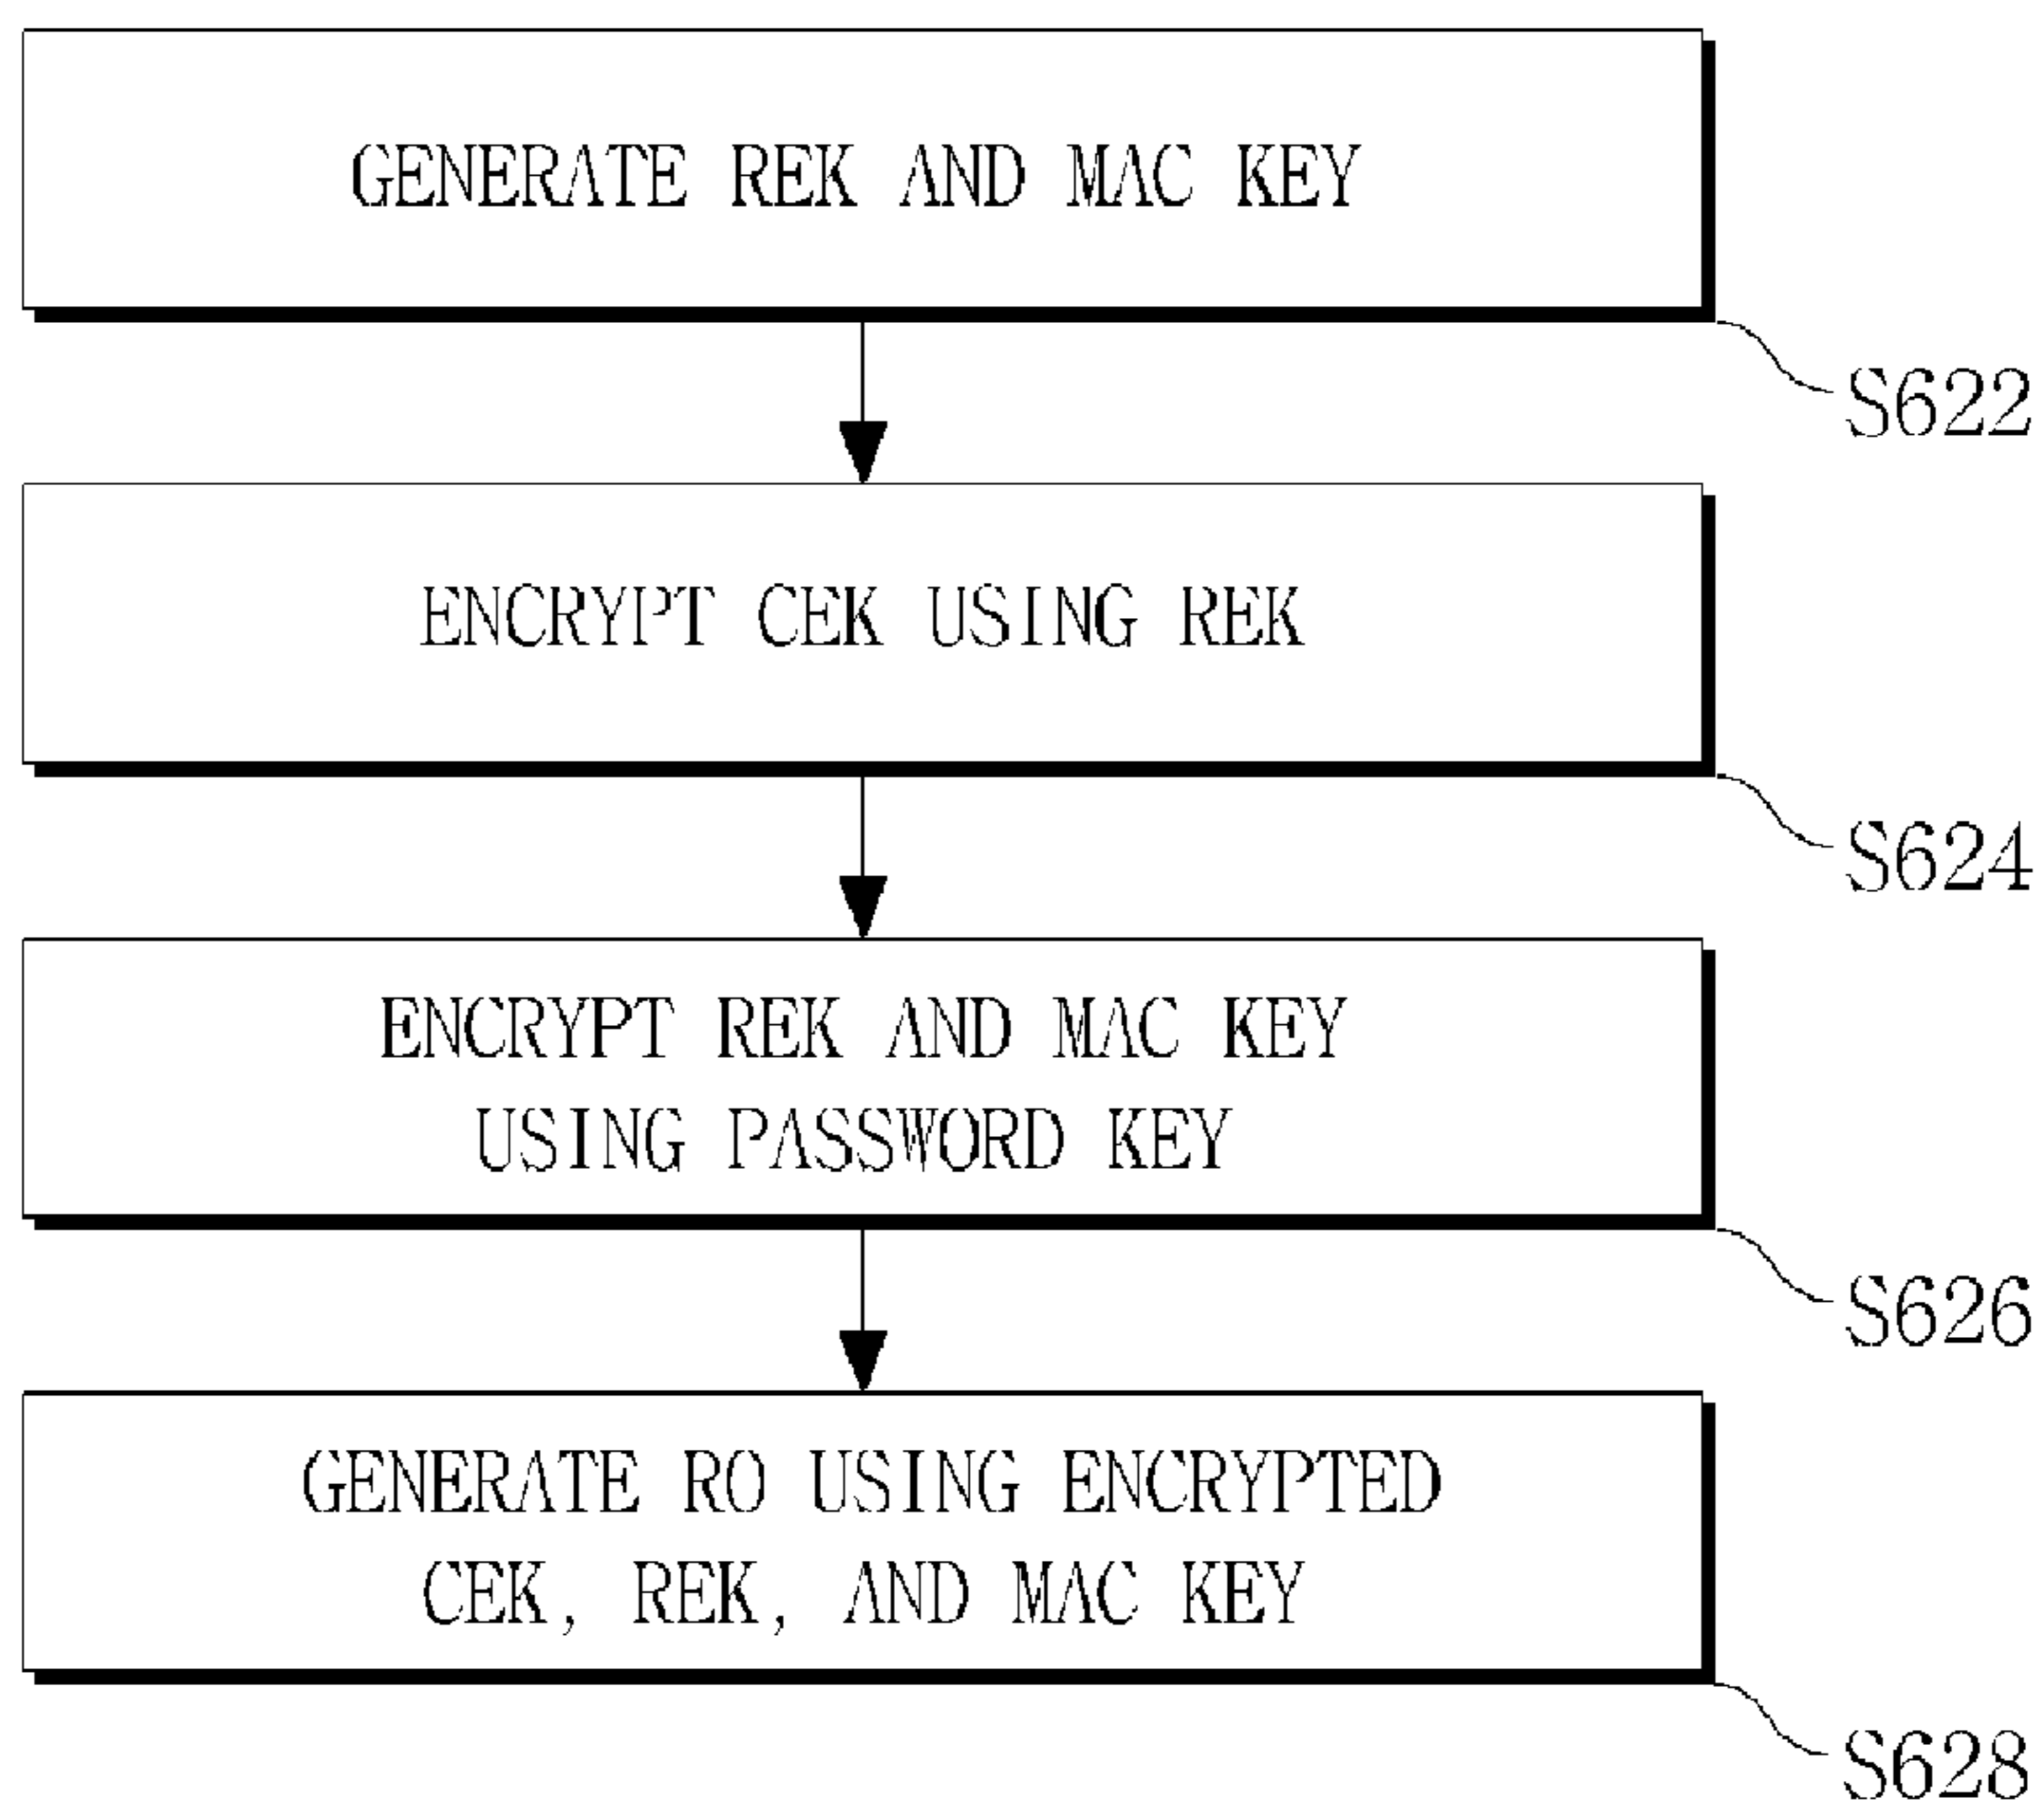 GENERATE REK AND MAC KEY
S622
ENCRYPT CEK USING REK
S624
ENCRYPT REK AND MAC KEY
USING PASSWORD KEY
S626
GENERATE RO USING ENCRYPTED
CEK, REK, AND MAC KEY
S628